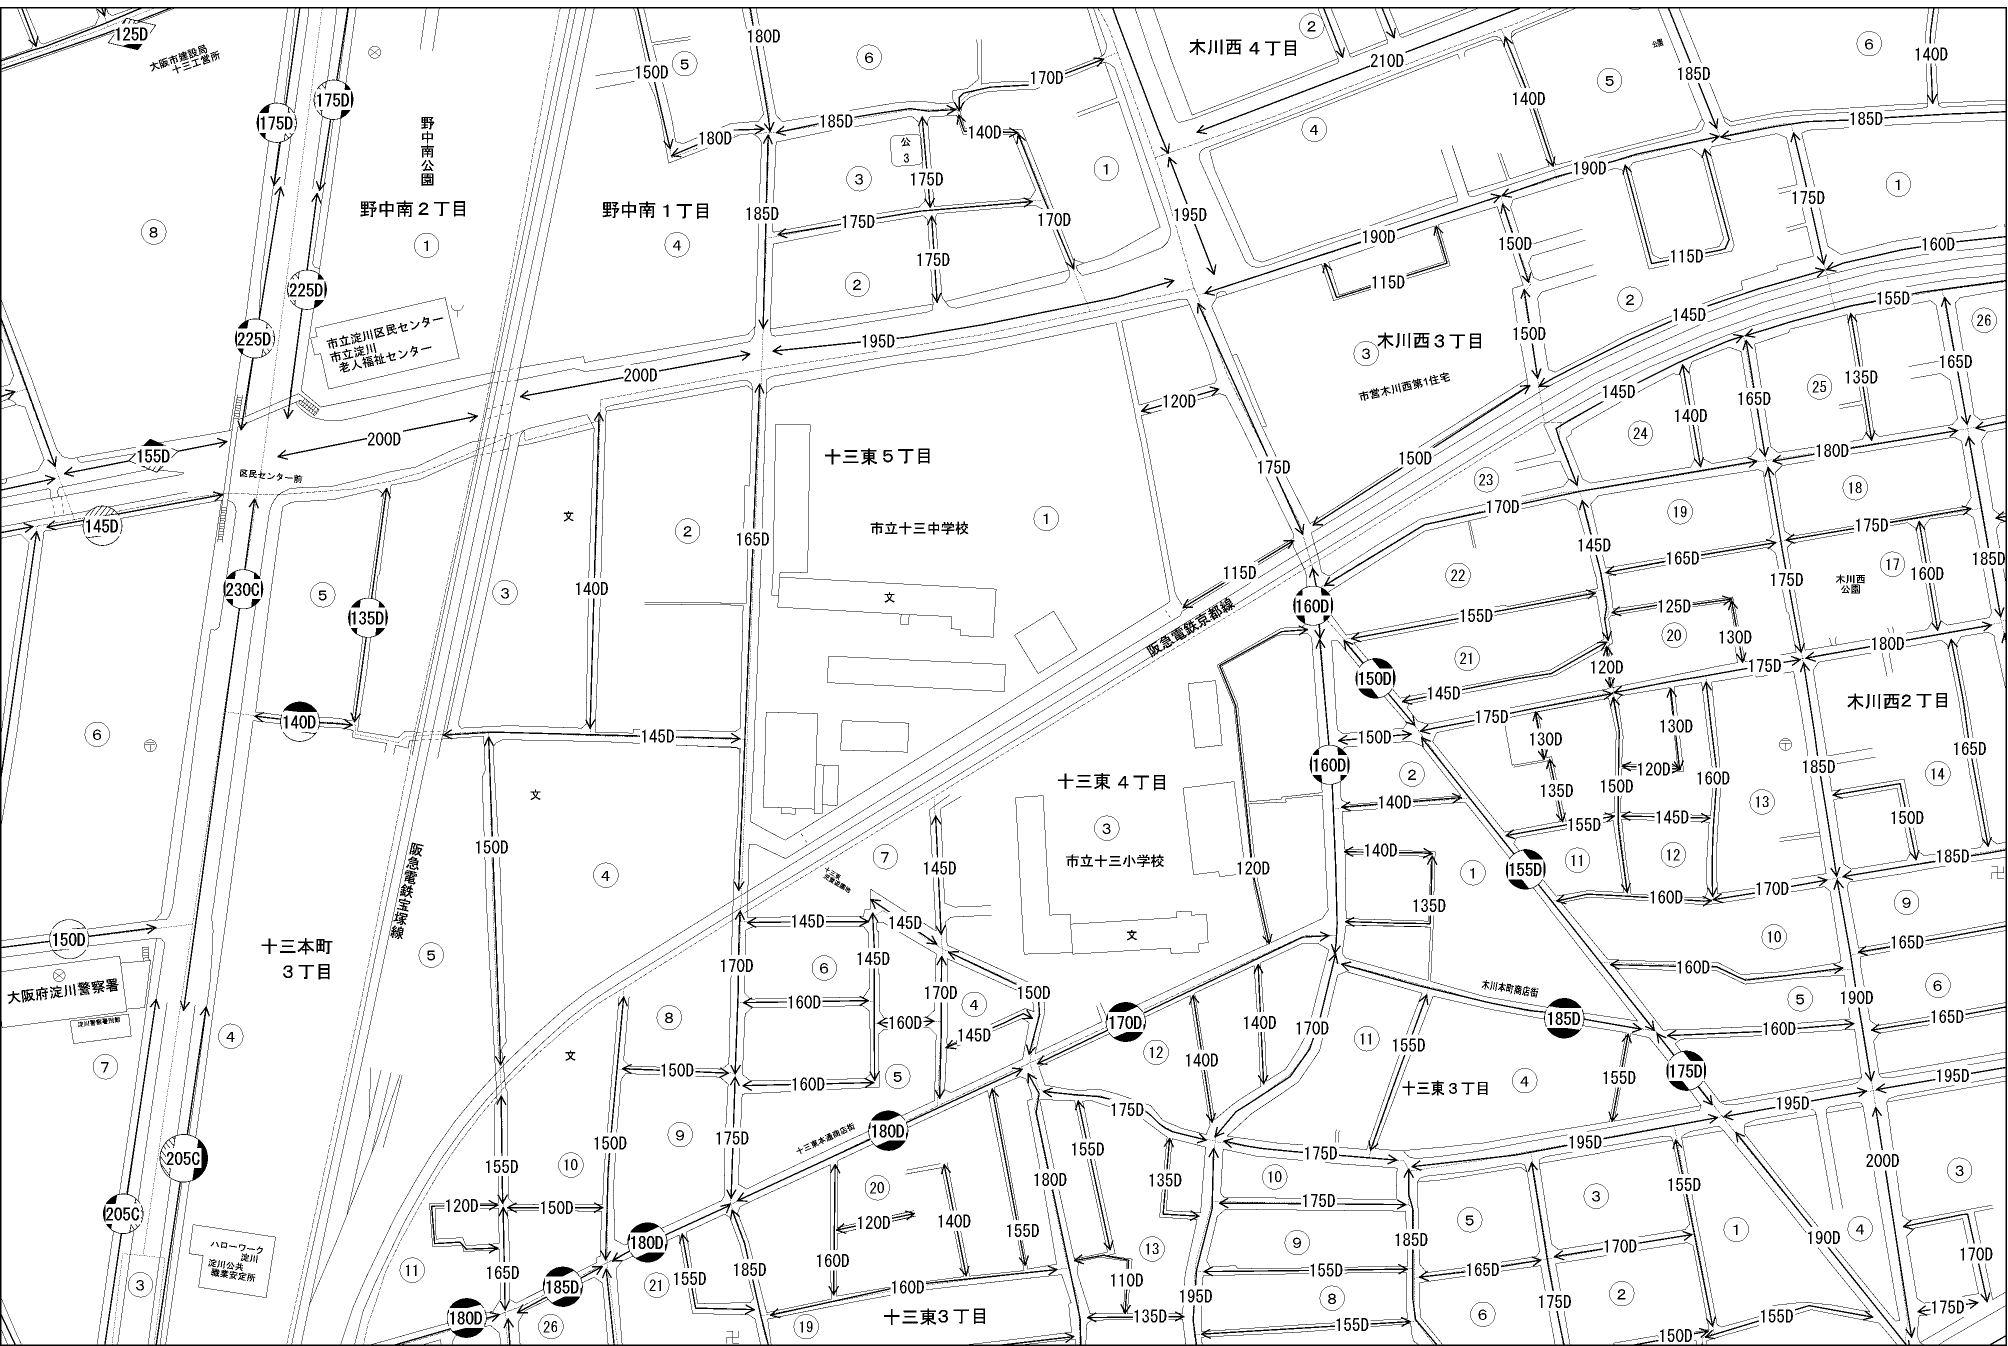 125D
大阪市建設局
十三工営所
175D
175D
野中南公園
野中南2丁目
①
⑧
225D
225D
市立淀川区民センター
市立淀川
老人福祉センター
150D
⑤
180D
⑥
180D
185D
170D
140D
公
3
③
175D
野中南1丁目
④
185D
175D
170D
175D
②
①
195D
200D
200D
195D
木川西4丁目
②
210D
④
140D
⑤
公園
185D
⑥
140D
185D
190D
175D
①
190D
150D
115D
115D
160D
②
木川西3丁目
③
市営木川西第1住宅
150D
145D
155D
㉖
165D
135D
㉕
165D
145D
140D
㉔
120D
175D
150D
155D
区民センター前
145D
230C
⑤
135D
140D
⑥
〒
文
③
140D
②
165D
145D
十三東5丁目
市立十三中学校
①
文
115D
阪急電鉄京都線
㉓
170D
180D
⑱
⑲
175D
145D
165D
175D
185D
木川西
公園
⑰
160D
㉒
160D
155D
125D
⑳
130D
㉑
150D
120D
145D
175D
180D
175D
木川西2丁目
150D
160D
130D
130D
②
135D
150D
120D
160D
〒
185D
165D
⑭
⑬
140D
155D
145D
150D
⑪
⑫
155D
140D
①
135D
160D
170D
185D
⑨
十三東4丁目
③
市立十三小学校
文
120D
文
150D
④
阪急電鉄宝塚線
⑤
150D
十三本町
3丁目
大阪府淀川警察署
淀川警察署別館
⑦
④
205C
205C
ハローワーク
淀川
淀川公共
職業安定所
③
⑦
145D
145D
145D
145D
170D
⑥
160D
⑧
文
170D
④
150D
160D
145D
150D
160D
⑤
⑩
165D
⑩
160D
木川本町商店街
185D
190D
⑤
⑥
160D
165D
170D
⑫
140D
140D
170D
⑪
155D
十三東3丁目
④
155D
175D
195D
195D
150D
⑨
175D
十三東本通商店街
180D
155D
⑩
120D
150D
165D
⑪
180D
185D
180D
㉖
㉑
155D
185D
⑳
120D
140D
160D
155D
160D
十三東3丁目
⑲
175D
155D
180D
135D
⑬
110D
135D
195D
175D
⑩
175D
⑨
155D
⑧
155D
185D
195D
⑤
165D
⑥
③
155D
170D
175D
②
150D
155D
①
190D
④
200D
③
170D
175D